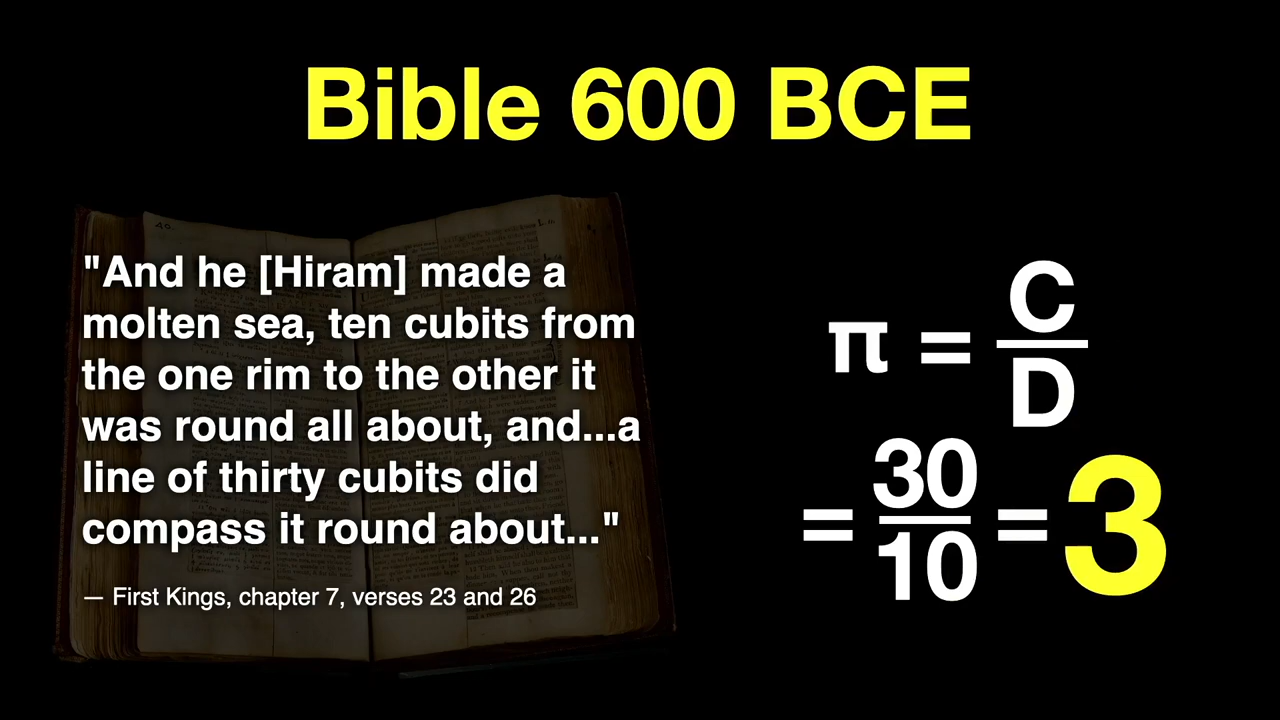 Bible 600 BCE
"And he [Hiram] made a
molten sea, ten cubits from
the one rim to the other it
was round all about, and...a
line of thirty cubits did
compass it round about..."
— First Kings, chapter 7, verses 23 and 26
π = C/D
= 30/10 = 3